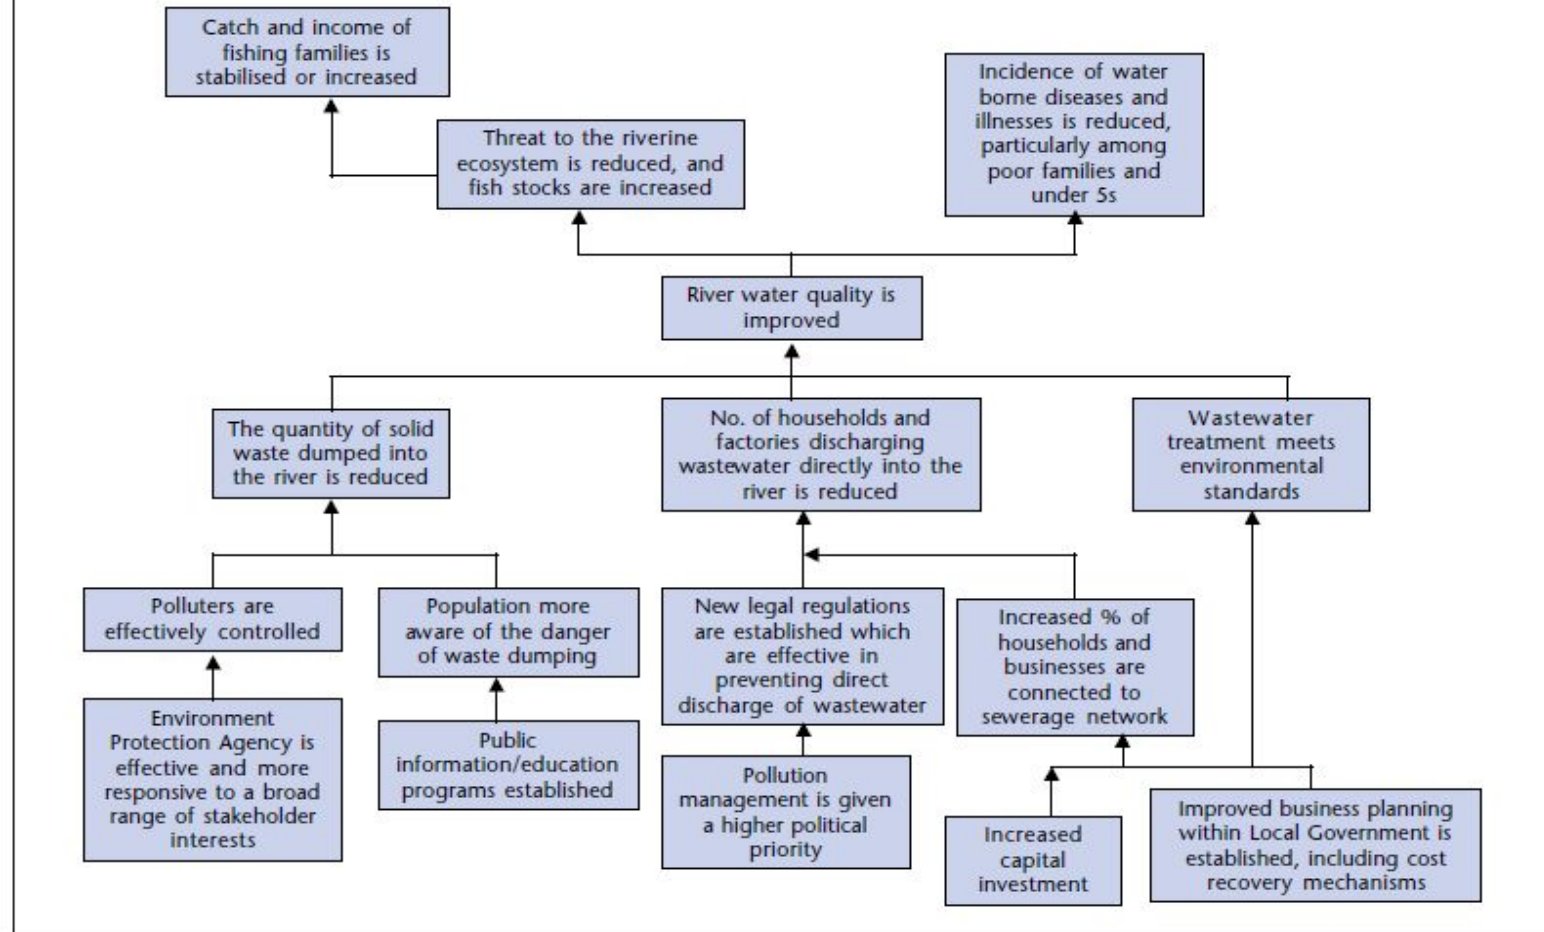 Catch and income of
fishing families is
stabilised or increased
Incidence of water
borne diseases and
illnesses is reduced,
particularly among
poor families and
under 5s
Threat to the riverine
ecosystem is reduced, and
fish stocks are increased
River water quality is
improved
The quantity of solid
waste dumped into
the river is reduced
No. of households and
factories discharging
wastewater directly into the
river is reduced
Wastewater
treatment meets
environmental
standards
Polluters are
effectively controlled
Population more
aware of the danger
of waste dumping
New legal regulations
are established which
are effective in
preventing direct
discharge of wastewater
Increased % of
households and
businesses are
connected to
sewerage network
Environment
Protection Agency is
effective and more
responsive to a broad
range of stakeholder
interests
Public
information/education
programs established
Pollution
management is given
a higher political
priority
Increased
capital
investment
Improved business planning
within Local Government is
established, including cost
recovery mechanisms